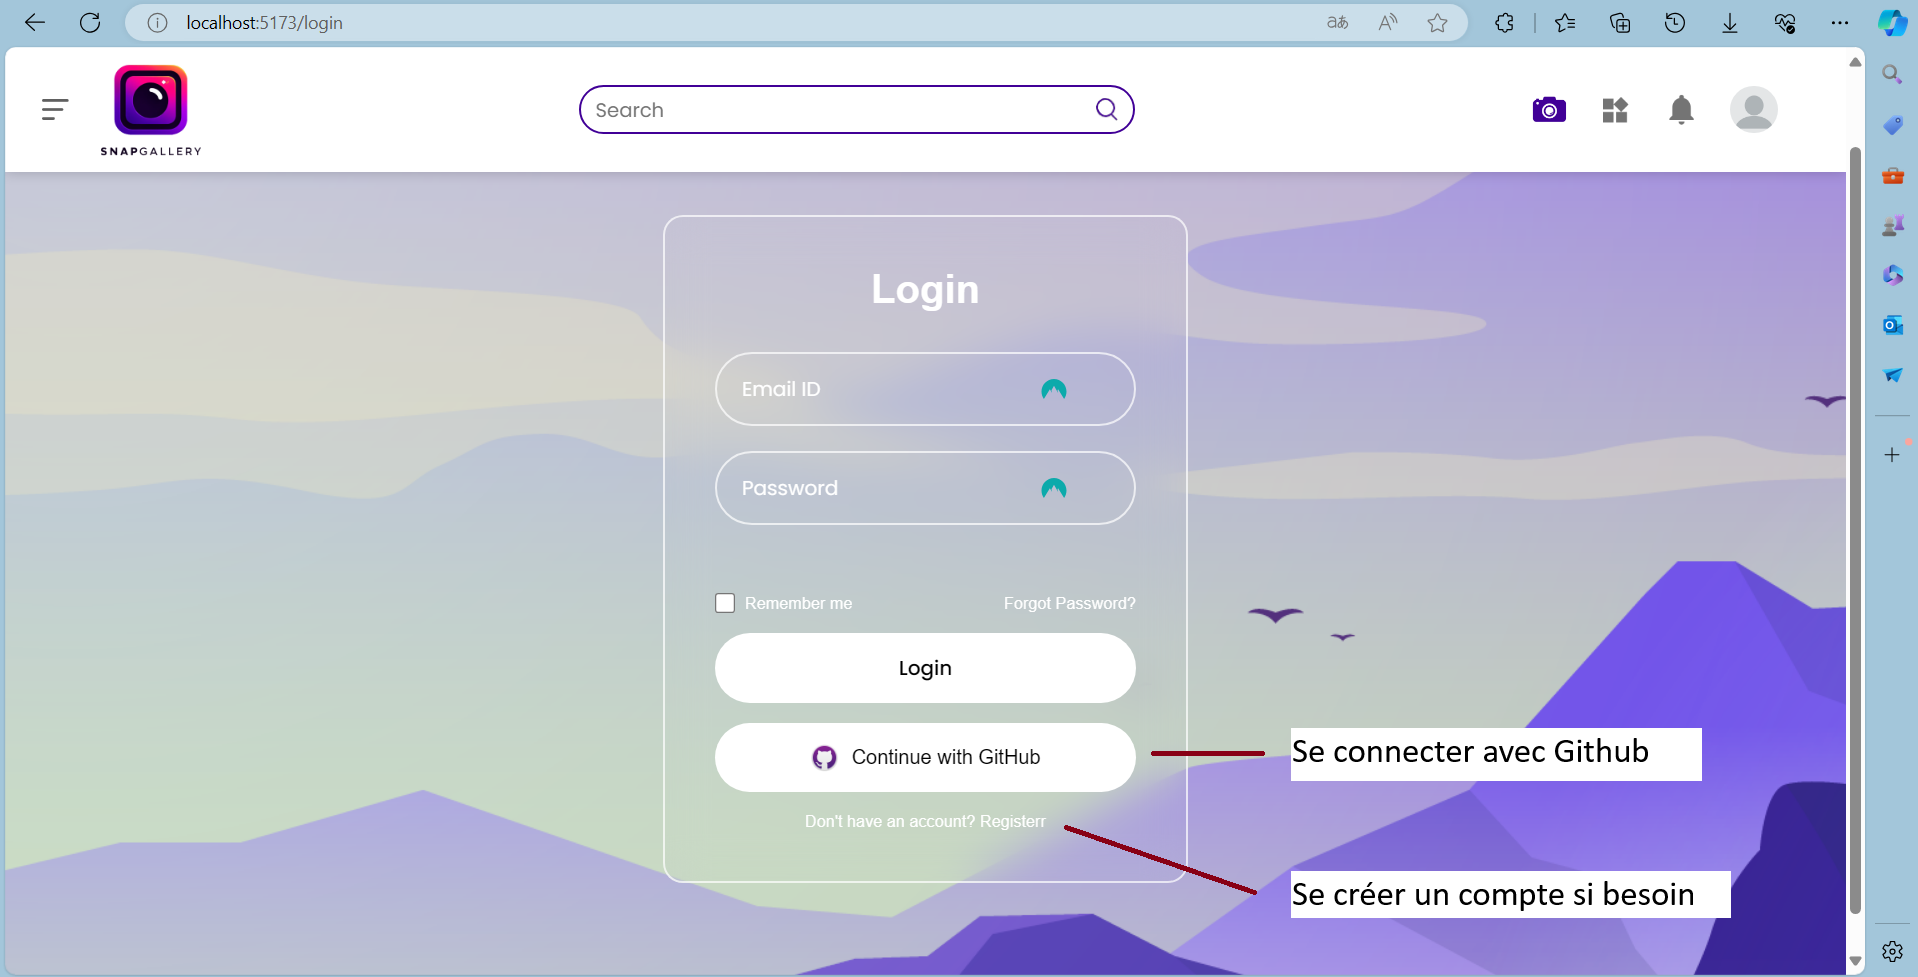 localhost:5173/login
SNAPGALLERY
Search
Login
Email ID
Password
Remember me
Forgot Password?
Login
Continue with GitHub
Se connecter avec Github
Don't have an account? Registerr
Se créer un compte si besoin